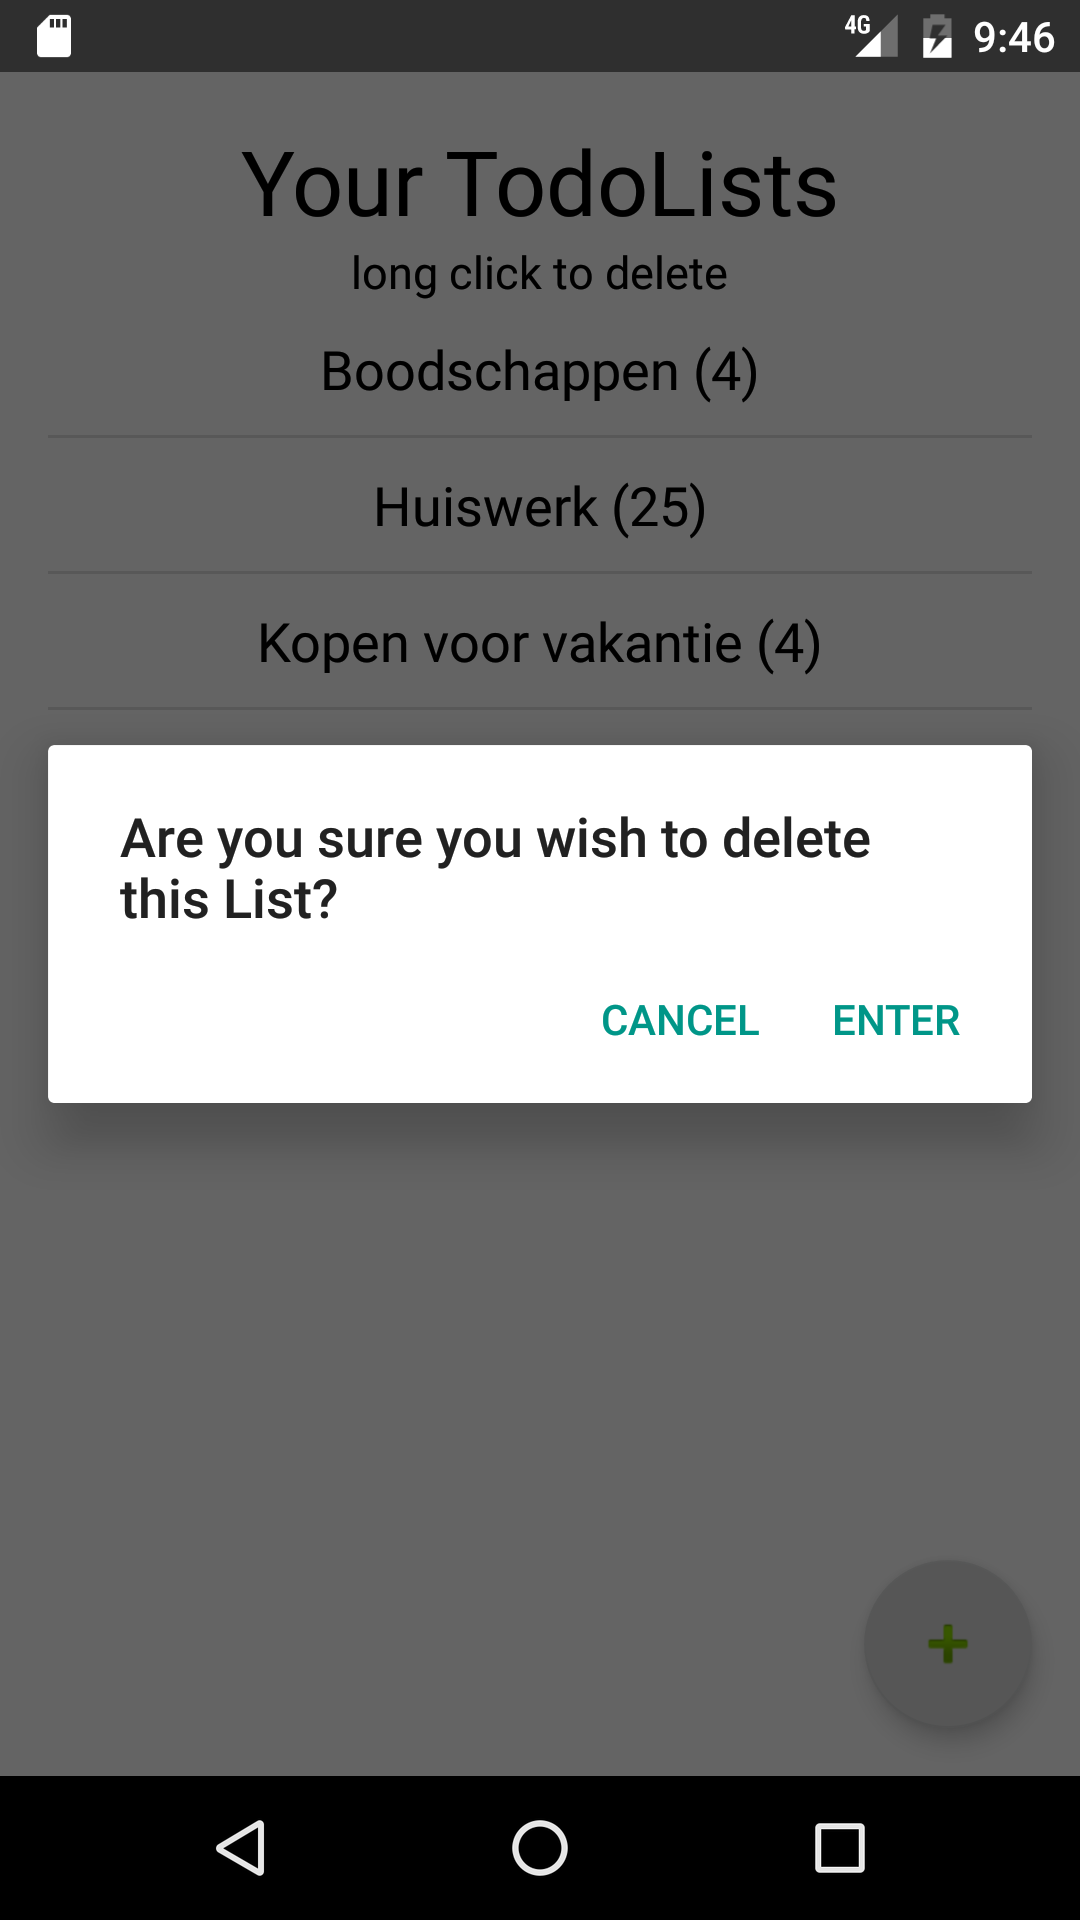 4G 9:46
Your TodoLists
long click to delete
Boodschappen (4)
Huiswerk (25)
Kopen voor vakantie (4)
Are you sure you wish to delete
this List?
CANCEL ENTER